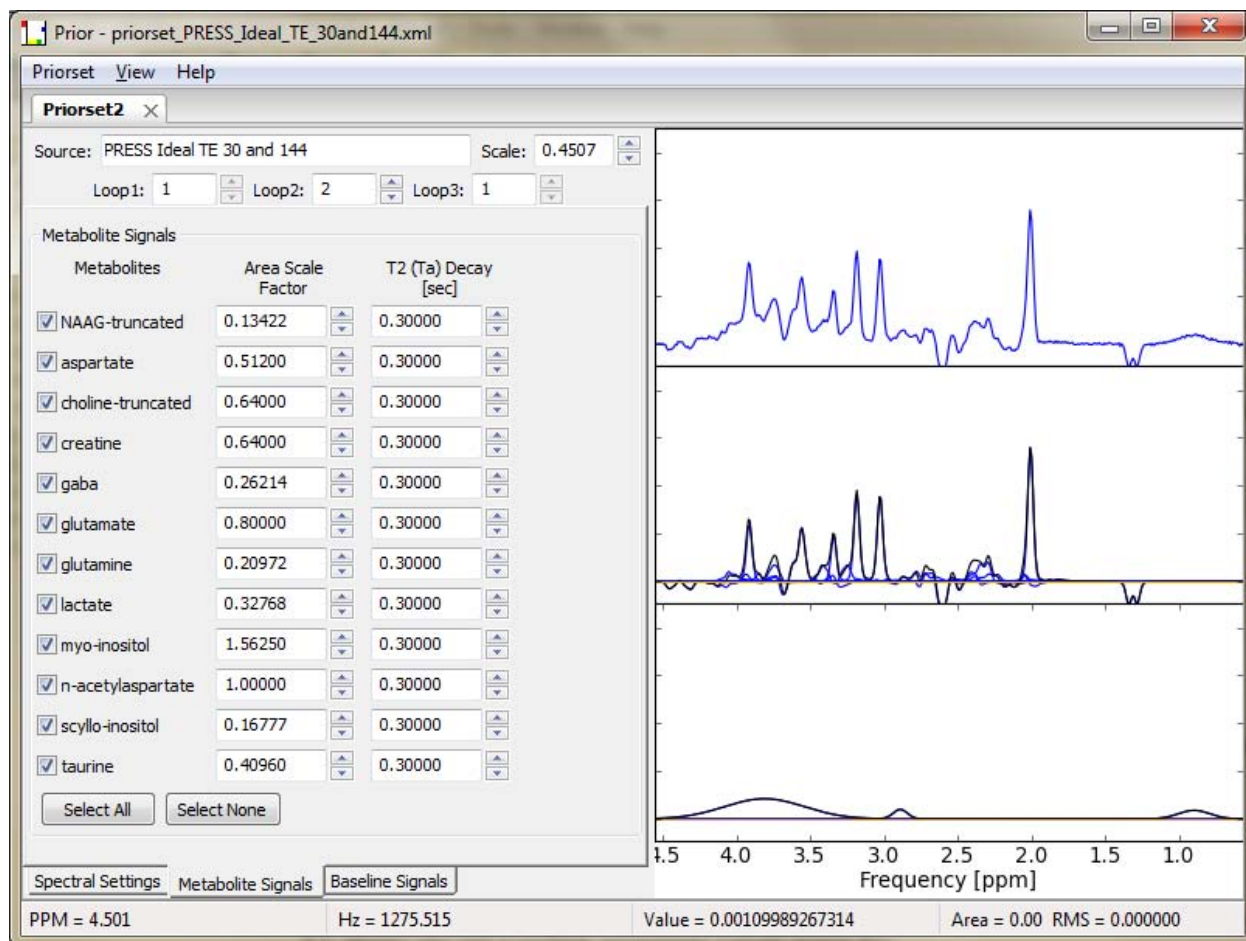 Prior - priorset_PRESS_Ideal_TE_30and144.xml
Priorset View Help
Priorset2
Source: PRESS Ideal TE 30 and 144 Scale: 0.4507
Loop1: 1 Loop2: 2 Loop3: 1
Metabolite Signals
Metabolites Area Scale Factor T2 (Ta) Decay [sec]
NAAG-truncated 0.13422 0.30000
aspartate 0.51200 0.30000
choline-truncated 0.64000 0.30000
creatine 0.64000 0.30000
gaba 0.26214 0.30000
glutamate 0.80000 0.30000
glutamine 0.20972 0.30000
lactate 0.32768 0.30000
myo-inositol 1.56250 0.30000
n-acetylaspartate 1.00000 0.30000
scyllo-inositol 0.16777 0.30000
taurine 0.40960 0.30000
Select All Select None
Spectral Settings Metabolite Signals Baseline Signals
4.5 4.0 3.5 3.0 2.5 2.0 1.5 1.0
Frequency [ppm]
PPM = 4.501 Hz = 1275.515 Value = 0.00109989267314 Area = 0.00 RMS = 0.000000